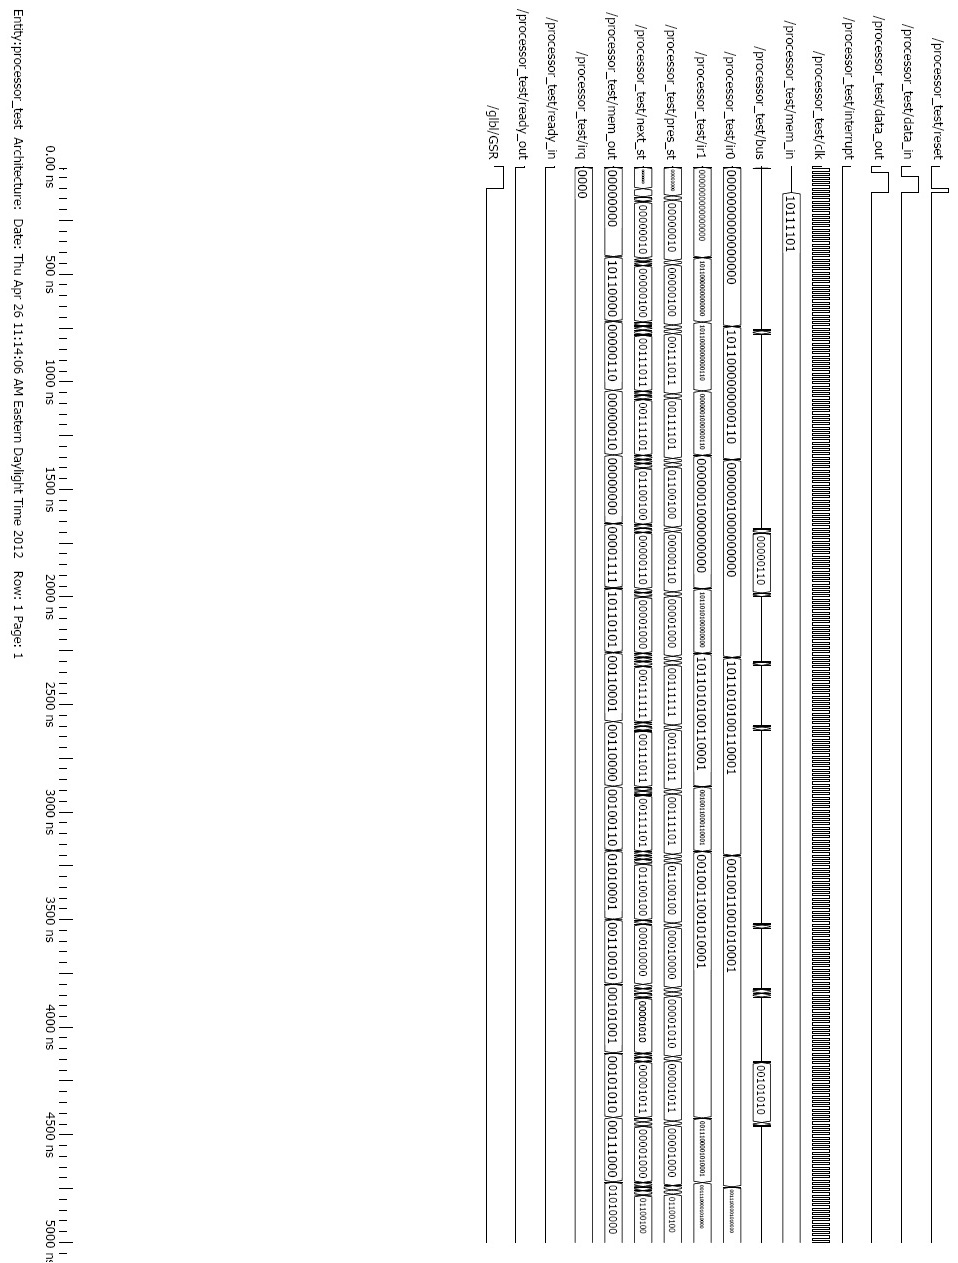 /processor_test/reset
/processor_test/data_in
/processor_test/data_out
/processor_test/interrupt
/processor_test/clk
/processor_test/mem_in 10111101
/processor_test/bus 00000110 00101010
/processor_test/ir0 0000000000000000 1011000000000110 0000001000000000 1011010100110001 0010011001010001
/processor_test/ir1 0000001000000000 1011010100110001 0010011001010001
/processor_test/pres_st 00000010 00000100 00111011 00111101 01100100 00000110 00001000 00111111 00111011 00111101 01100100 00010000 00001010 00001011 00001000 01100100
/processor_test/next_st 00000010 00000100 00111011 00111101 01100100 00000110 00001000 00111111 00111011 00111101 01100100 00010000 00001010 00001011 00001000 01100100
/processor_test/mem_out 00000000 10110000 00000110 00000010 00000000 00001111 10110101 00110001 00110000 00100110 01010001 00110010 00101001 00101010 00111000 01010000
/processor_test/irq 0000
/processor_test/ready_in
/processor_test/ready_out
/glbl/GSR
0.00 ns 500 ns 1000 ns 1500 ns 2000 ns 2500 ns 3000 ns 3500 ns 4000 ns 4500 ns 5000 ns
Entity:processor_test Architecture: Date: Thu Apr 26 11:14:06 AM Eastern Daylight Time 2012 Row: 1 Page: 1